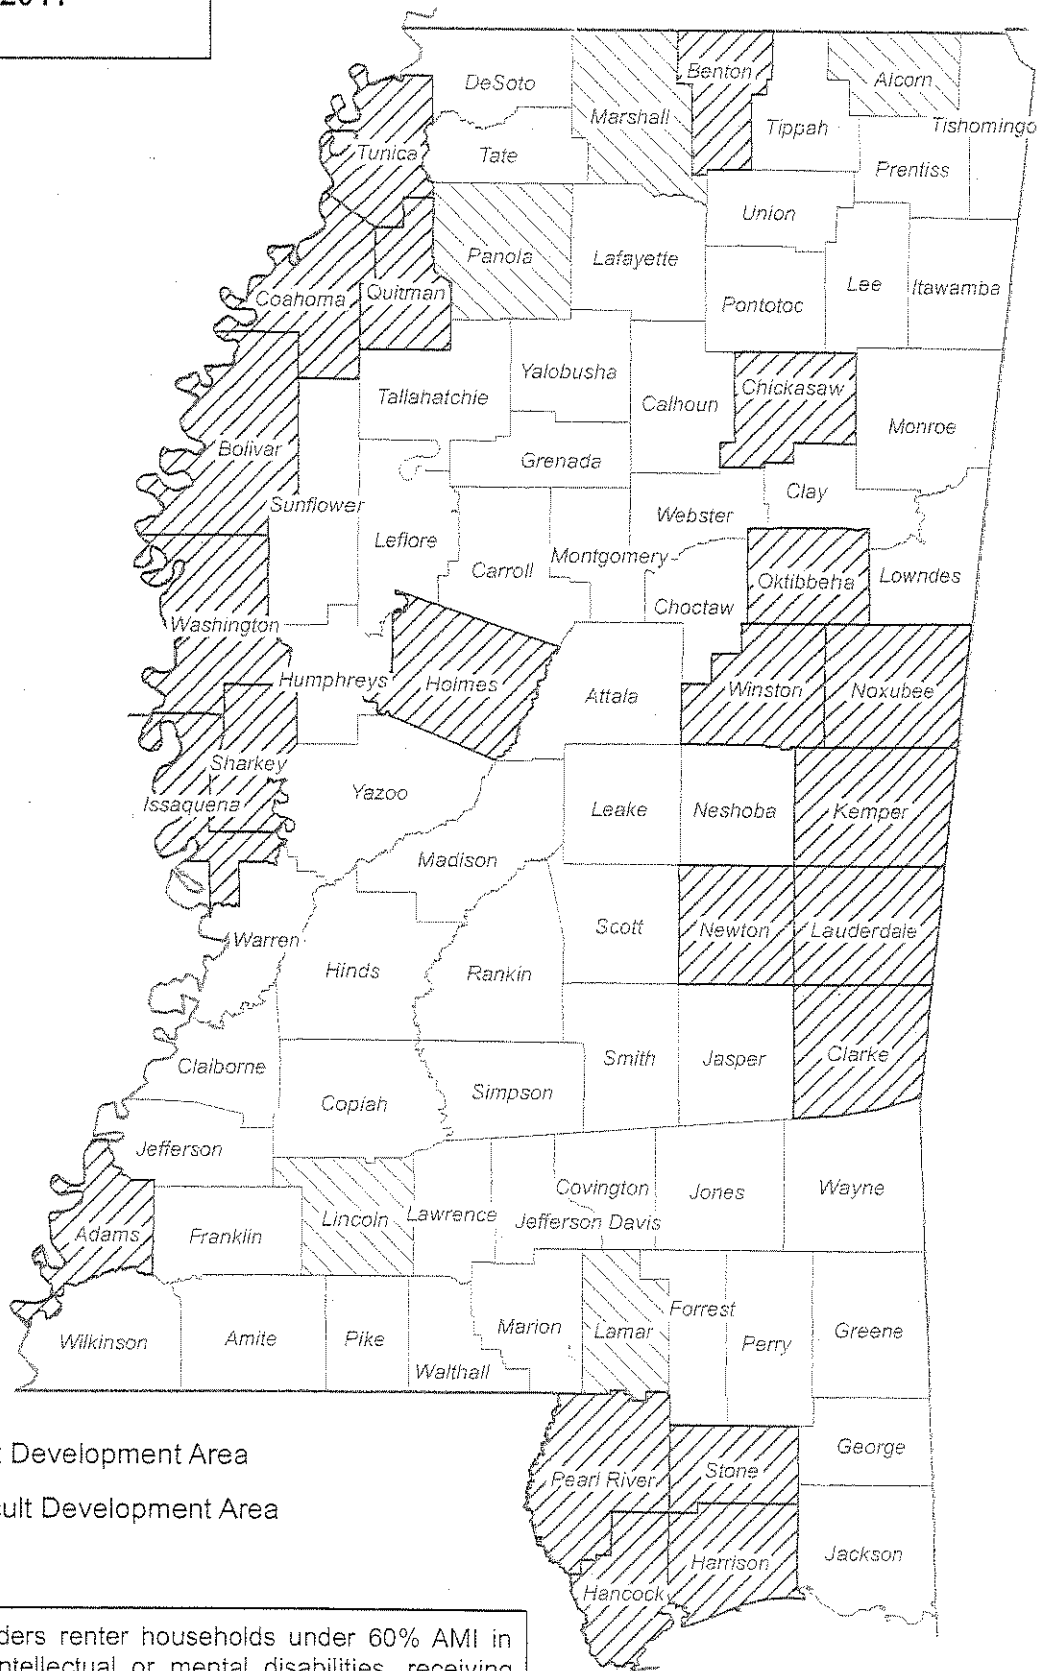 DeSoto
Marshall
Benton
Alcorn
Tippah
Tishomingo
Tunica
Tate
Prentiss
Union
Panola
Lafayette
Coahoma
Quitman
Pontotoc
Lee
Itawamba
Yalobusha
Tallahatchie
Calhoun
Chickasaw
Monroe
Bolivar
Grenada
Sunflower
Clay
Webster
Leflore
Carroll
Montgomery
Oktibbeha
Lowndes
Choctaw
Washington
Humphreys
Holmes
Attala
Winston
Noxubee
Sharkey
Issaquena
Yazoo
Leake
Neshoba
Kemper
Madison
Scott
Newton
Lauderdale
Warren
Hinds
Rankin
Claiborne
Smith
Jasper
Clarke
Copiah
Simpson
Jefferson
Covington
Jones
Wayne
Lincoln
Lawrence
Jefferson Davis
Adams
Franklin
Forrest
Wilkinson
Amite
Pike
Marion
Lamar
Perry
Greene
Walthall
Development Area
George
Pearl River
Stone
cult Development Area
Jackson
Harrison
Hancock
ders renter households under 60% AMI in
ntellectual or mental disabilities, receiving